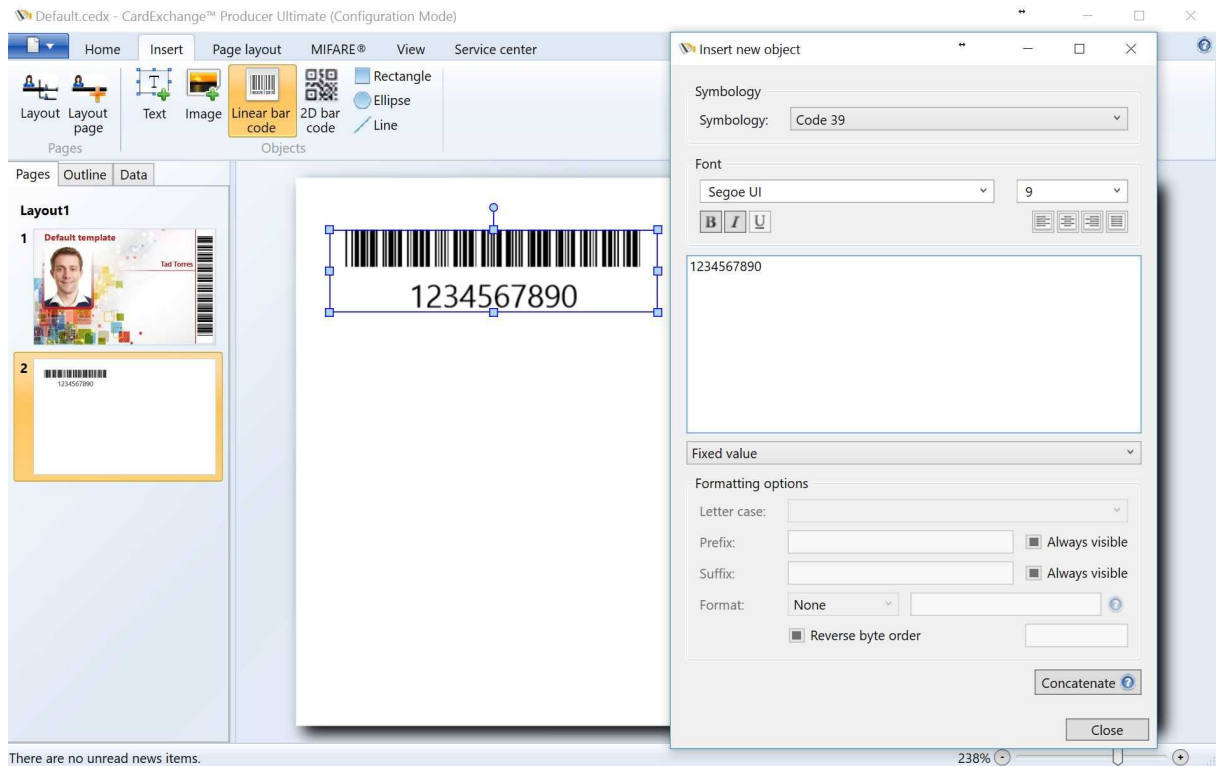 Default.cedx - CardExchange™ Producer Ultimate (Configuration Mode)
Home Insert Page layout MIFARE® View Service center
Layout Layout page Text Image Linear bar code 2D bar code
Rectangle
Ellipse
Line
Pages Objects
Pages Outline Data
Layout1
1
Default template
Tad Torres
2
1234567890
1234567890
Insert new object
Symbology
Symbology: Code 39
Font
Segoe UI 9
B I U
1234567890
Fixed value
Formatting options
Letter case:
Prefix: Always visible
Suffix: Always visible
Format: None
Reverse byte order
Concatenate
Close
There are no unread news items. 238%